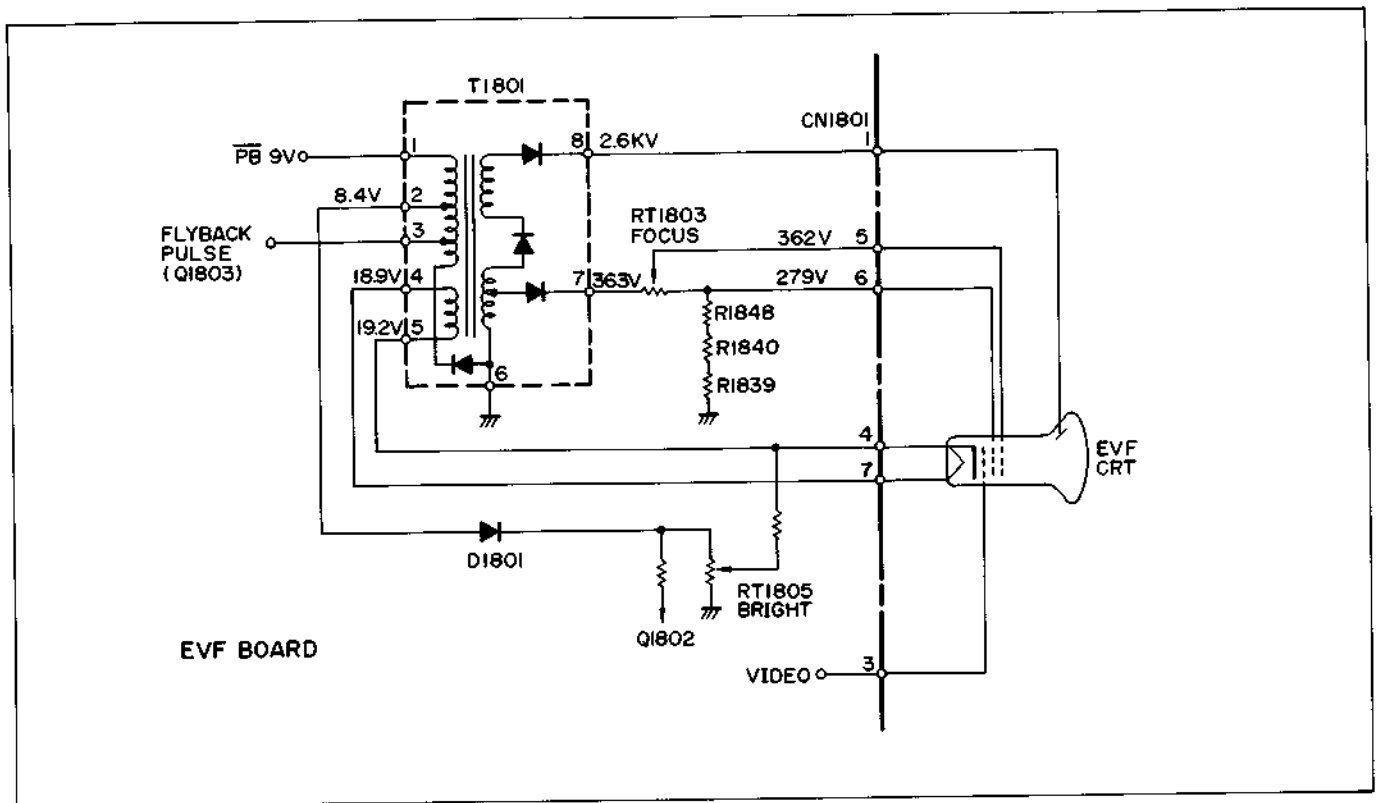 T1801
CN1801
1
PB 9V
1
8
2.6KV
8.4V
2
FLYBACK
PULSE
(Q1803)
3
RT1803
FOCUS
362V
5
18.9V
4
7
363V
279V
6
19.2V
5
R1848
R1840
R1839
6
4
7
EVF
CRT
D1801
RT1805
BRIGHT
Q1802
EVF BOARD
VIDEO
3